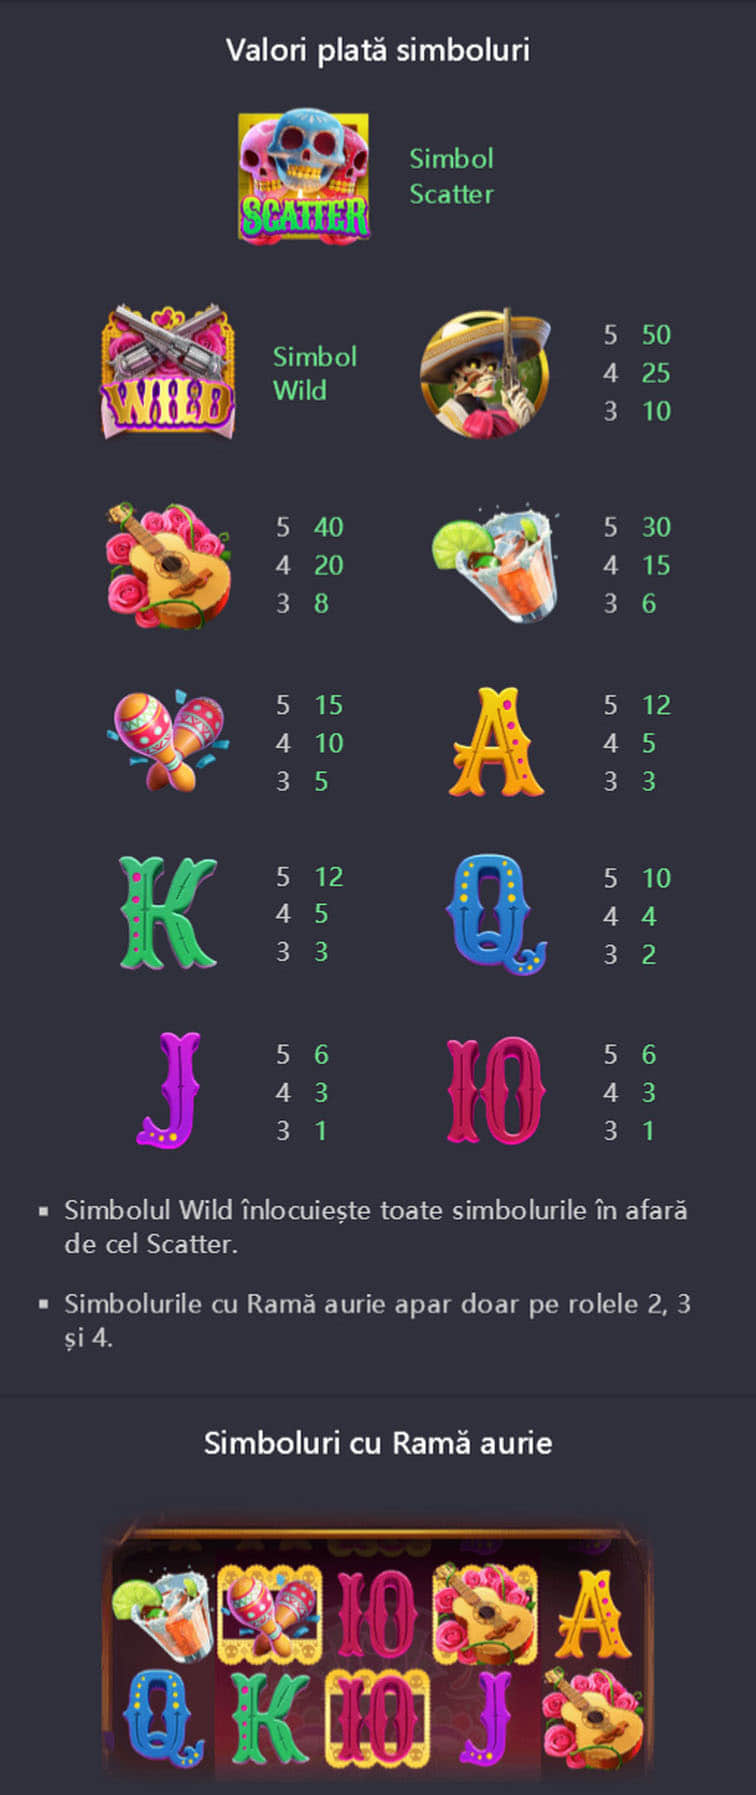 Valori plată simboluri
SCATTER
Simbol
Scatter
WILD
Simbol
Wild
5 50
4 25
3 10
5 40
4 20
3 8
5 30
4 15
3 6
5 15
4 10
3 5
A
5 12
4 5
3 3
K
5 12
4 5
3 3
Q
5 10
4 4
3 2
J
5 6
4 3
3 1
10
5 6
4 3
3 1
▪ Simbolul Wild înlocuiește toate simbolurile în afară
de cel Scatter.
▪ Simbolurile cu Ramă aurie apar doar pe rolele 2, 3
și 4.
Simboluri cu Ramă aurie
10 A
Q K 10 J